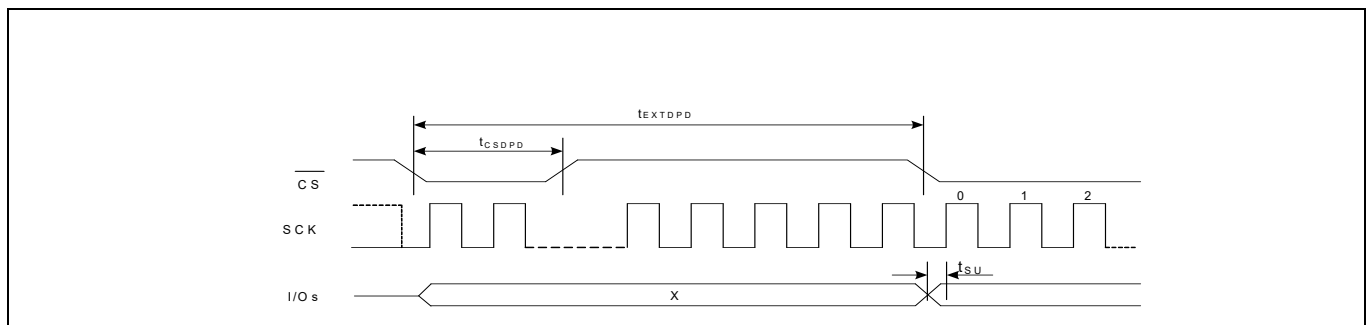 tEXTDPD
tCSDPD
CS
0 1 2
SCK
tSU
I/Os
X